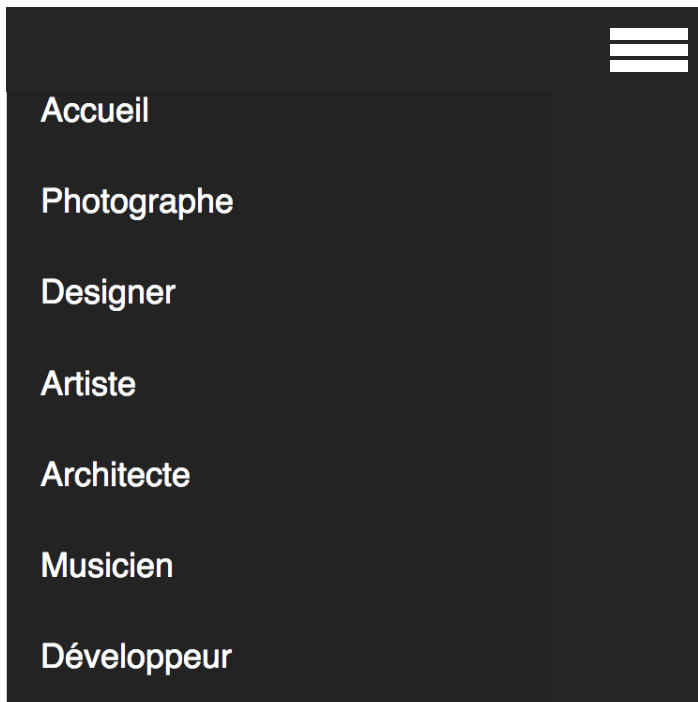 Accueil
Photographe
Designer
Artiste
Architecte
Musicien
Développeur